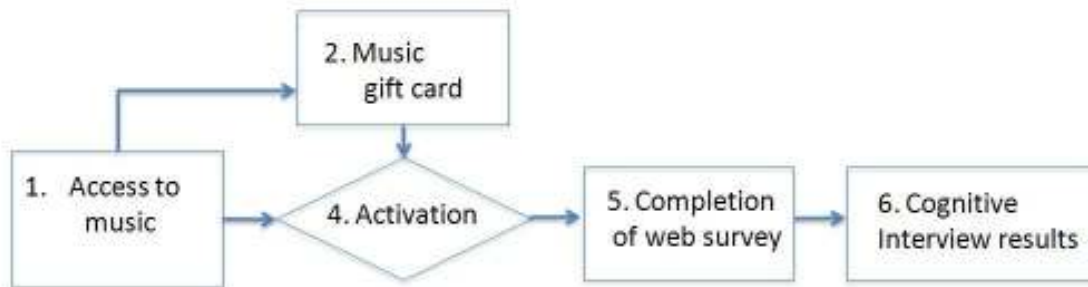 2. Music
gift card
1. Access to
music
4. Activation
5. Completion
of web survey
6. Cognitive
Interview results